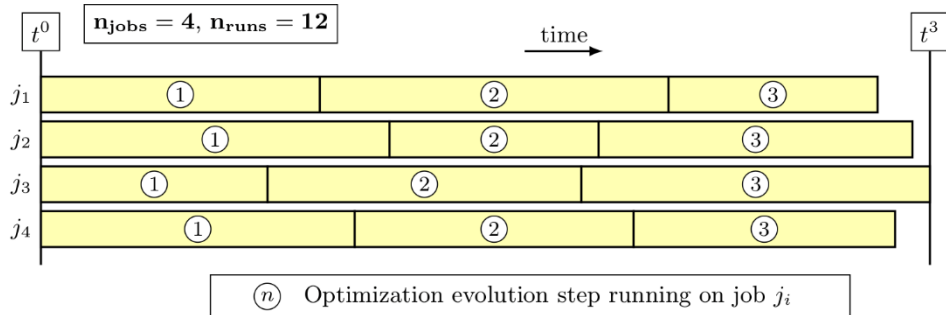 n_jobs = 4, n_runs = 12
t^0
time
t^3
j_1 ① ② ③
j_2 ① ② ③
j_3 ① ② ③
j_4 ① ② ③
ⓝ Optimization evolution step running on job j_i